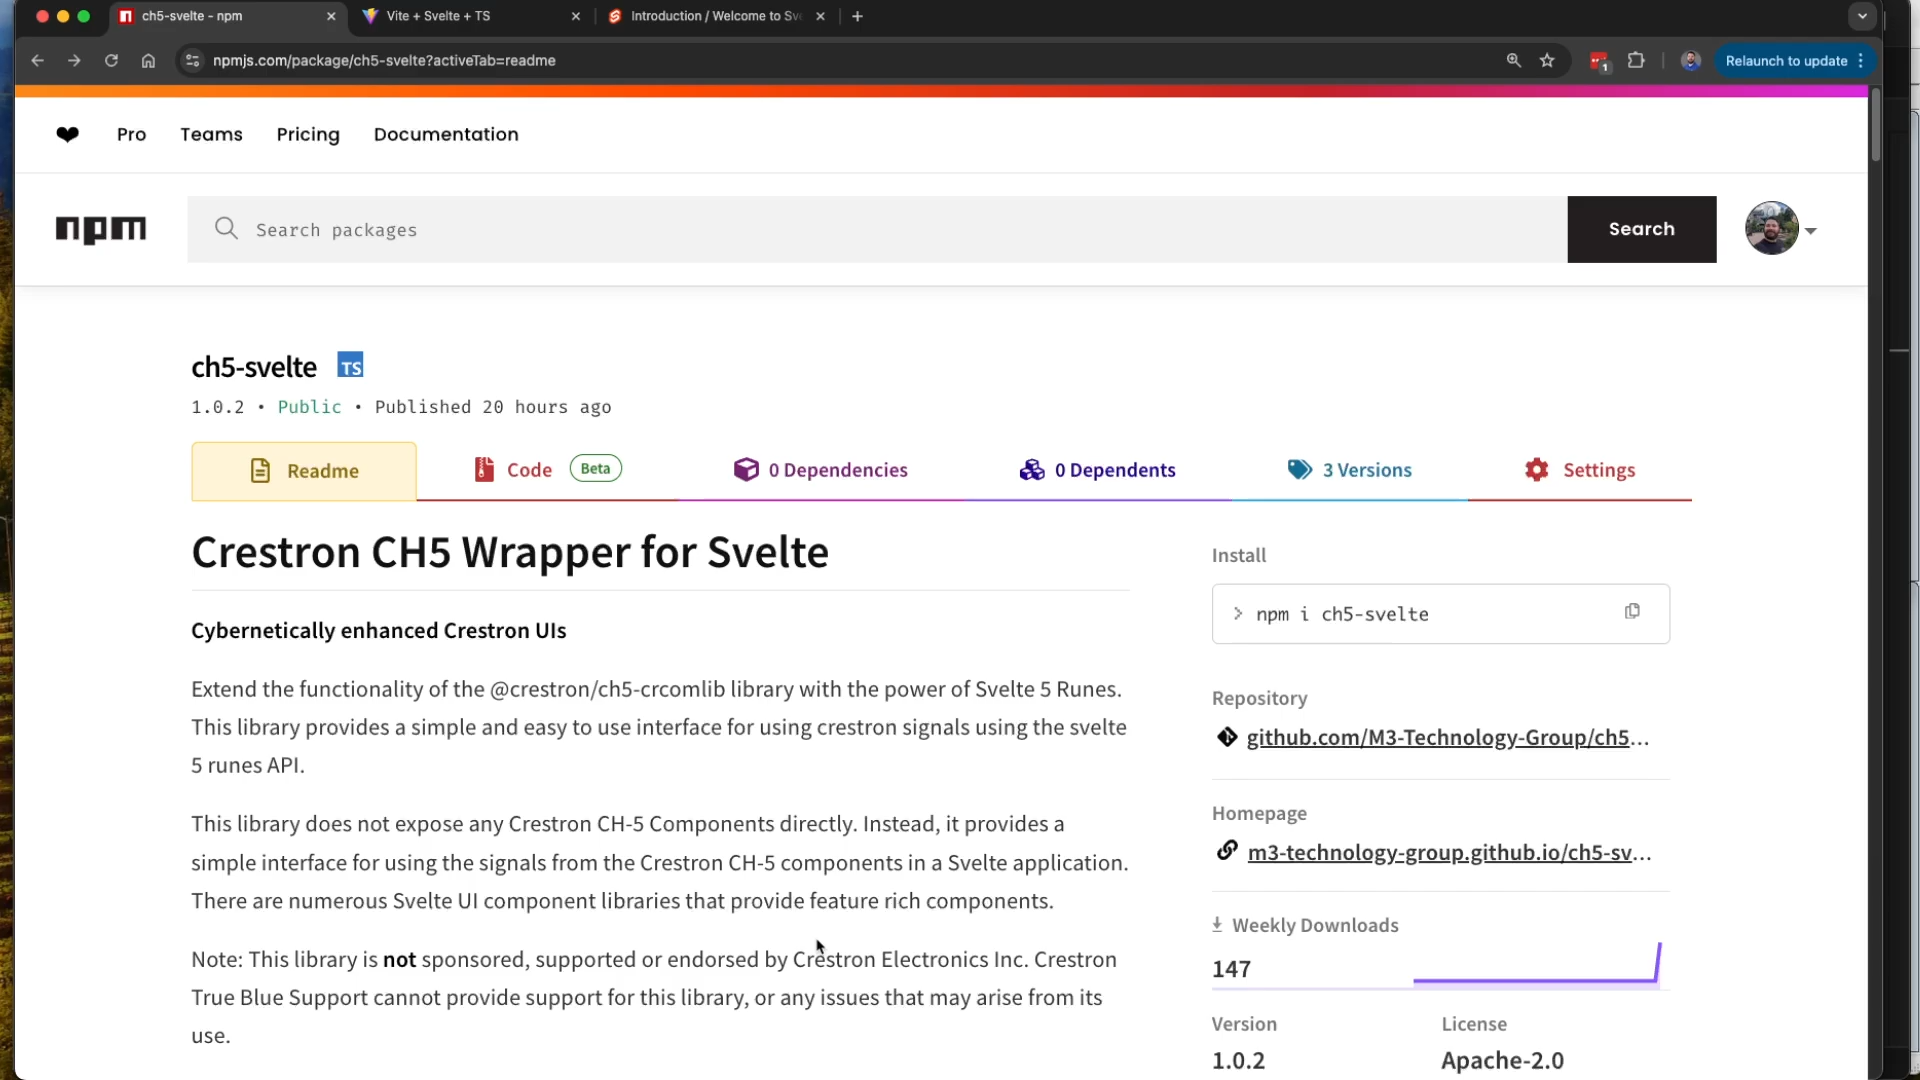 ch5-svelte - npm
Vite + Svelte + TS
Introduction / Welcome to Sv
npmjs.com/package/ch5-svelte?activeTab=readme
1
Relaunch to update
Pro
Teams
Pricing
Documentation
npm
Search packages
Search
ch5-svelte TS
1.0.2 • Public • Published 20 hours ago
Readme
Code Beta
0 Dependencies
0 Dependents
3 Versions
Settings
Crestron CH5 Wrapper for Svelte
Cybernetically enhanced Crestron UIs
Extend the functionality of the @crestron/ch5-crcomlib library with the power of Svelte 5 Runes.
This library provides a simple and easy to use interface for using crestron signals using the svelte
5 runes API.
This library does not expose any Crestron CH-5 Components directly. Instead, it provides a
simple interface for using the signals from the Crestron CH-5 components in a Svelte application.
There are numerous Svelte UI component libraries that provide feature rich components.
Note: This library is not sponsored, supported or endorsed by Crestron Electronics Inc. Crestron
True Blue Support cannot provide support for this library, or any issues that may arise from its
use.
Install
> npm i ch5-svelte
Repository
github.com/M3-Technology-Group/ch5...
Homepage
m3-technology-group.github.io/ch5-sv...
Weekly Downloads
147
Version
License
1.0.2
Apache-2.0